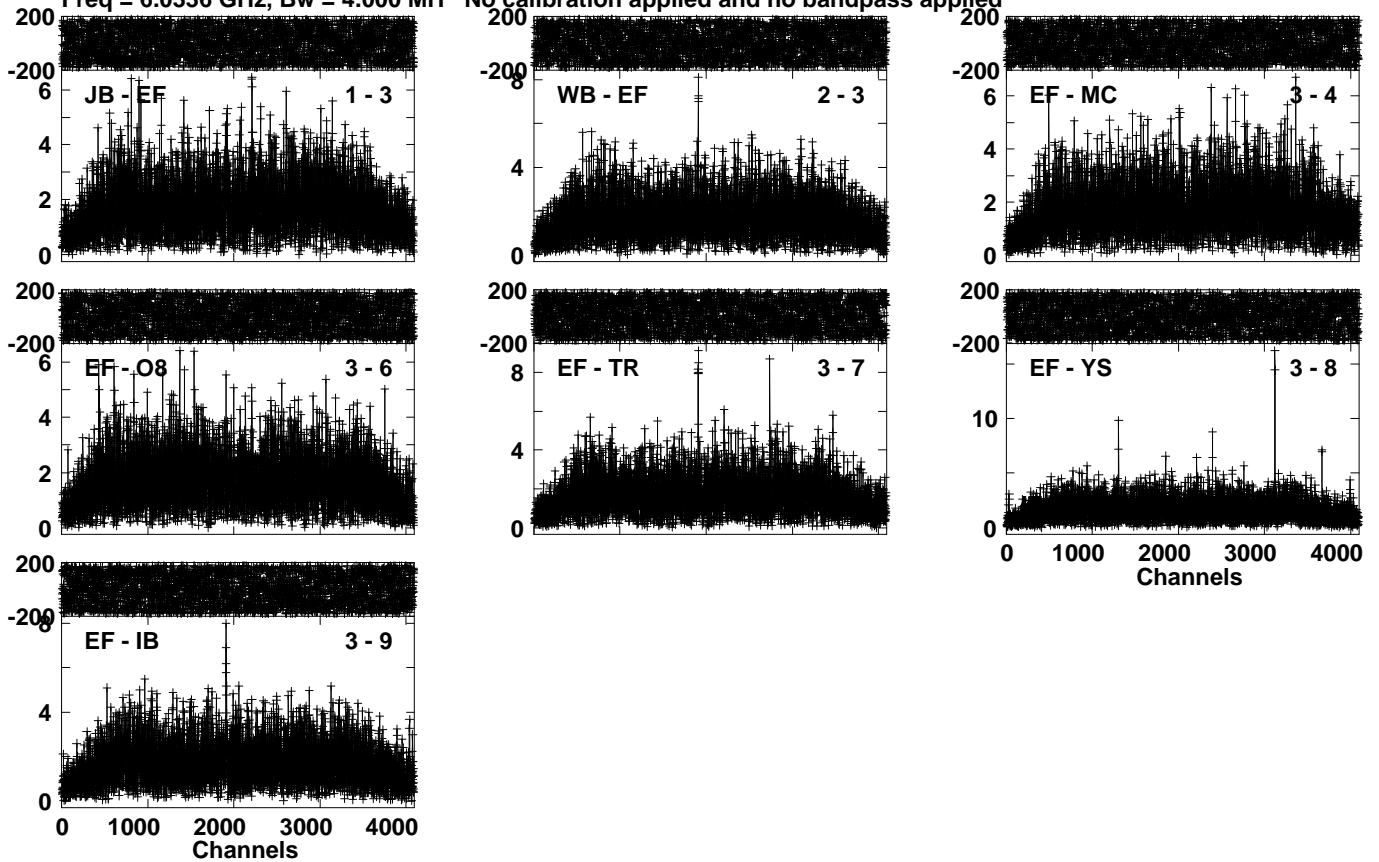 Freq = GHz, Bw = 4.000 MH No calibration applied and no bandpass applied
200 200 200
-200 -200 -200
JB - EF 1 - 3 WB - EF 2 - 3 EF - MC 3 - 4
6 8 6
4 4 4
2 2
0 0 0
200 200 200
-200 -200 -200
EF - O8 3 - 6 EF - TR 3 - 7 EF - YS 3 - 8
6 8
4 4 10
2
0 0 0
0 1000 2000 3000 4000
Channels
200
-200
8
EF - IB 3 - 9
4
0
0 1000 2000 3000 4000
Channels